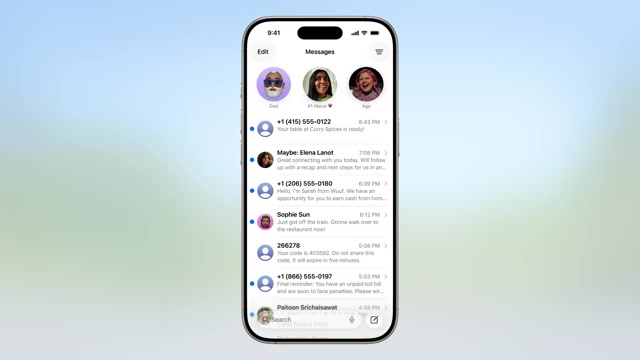 9:41
Edit
Messages
Dad
#1 Niece
Aga
+1 (415) 555-0122
8:43 PM
Your table at Curry Spices is ready!
Maybe: Elena Lanot
7:08 PM
Great connecting with you today. Will follow
up with a recap and next steps for us in an...
+1 (206) 555-0180
6:39 PM
Hello, I'm Sarah from Wuuf. We have an
opportunity for you to earn cash from hom...
Sophie Sun
6:12 PM
Just got off the train. Gonna walk over to
the restaurant now!
266278
5:08 PM
Your code is 403592. Do not share this
code. It will expire in five minutes.
+1 (866) 555-0197
5:03 PM
Final reminder: You have an unpaid toll bill
and are soon to face penalties. Please wi...
Paitoon Srichaisawat
4:48 PM
Search